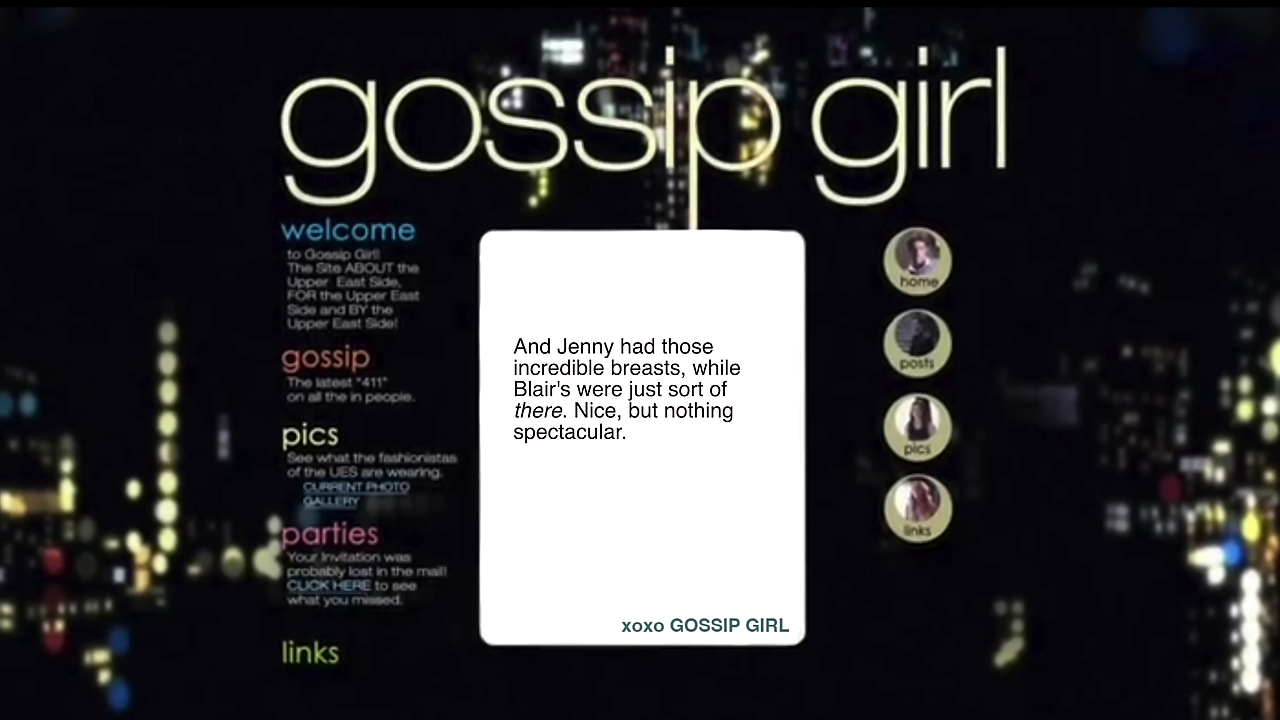 gossip girl
welcome
to Gossip Girl!
The Site ABOUT the
Upper East Side,
FOR the Upper East
Side and BY the
Upper East Side!
gossip
The latest "411"
on all the in people.
pics
See what the fashionistas
of the UES are wearing.
CURRENT PHOTO
GALLERY
parties
Your Invitation was
probably lost in the mail!
CLICK HERE to see
what you missed.
links
And Jenny had those
incredible breasts, while
Blair's were just sort of
there. Nice, but nothing
spectacular.
xoxo GOSSIP GIRL
home
posts
pics
links